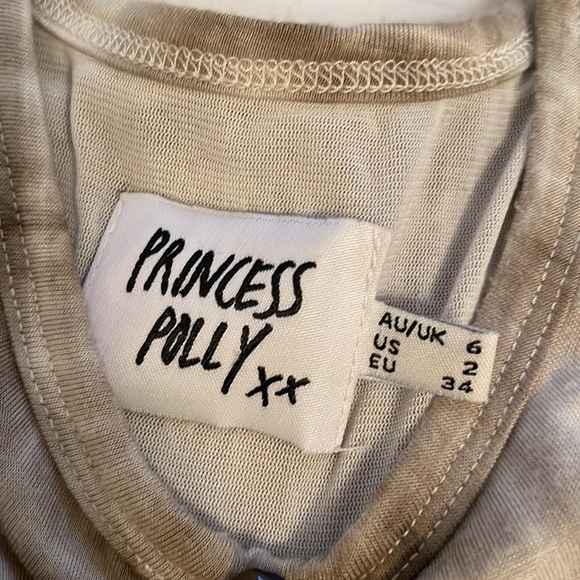 PRINCESS
POLLY xx
AU/UK 6
US 2
EU 34